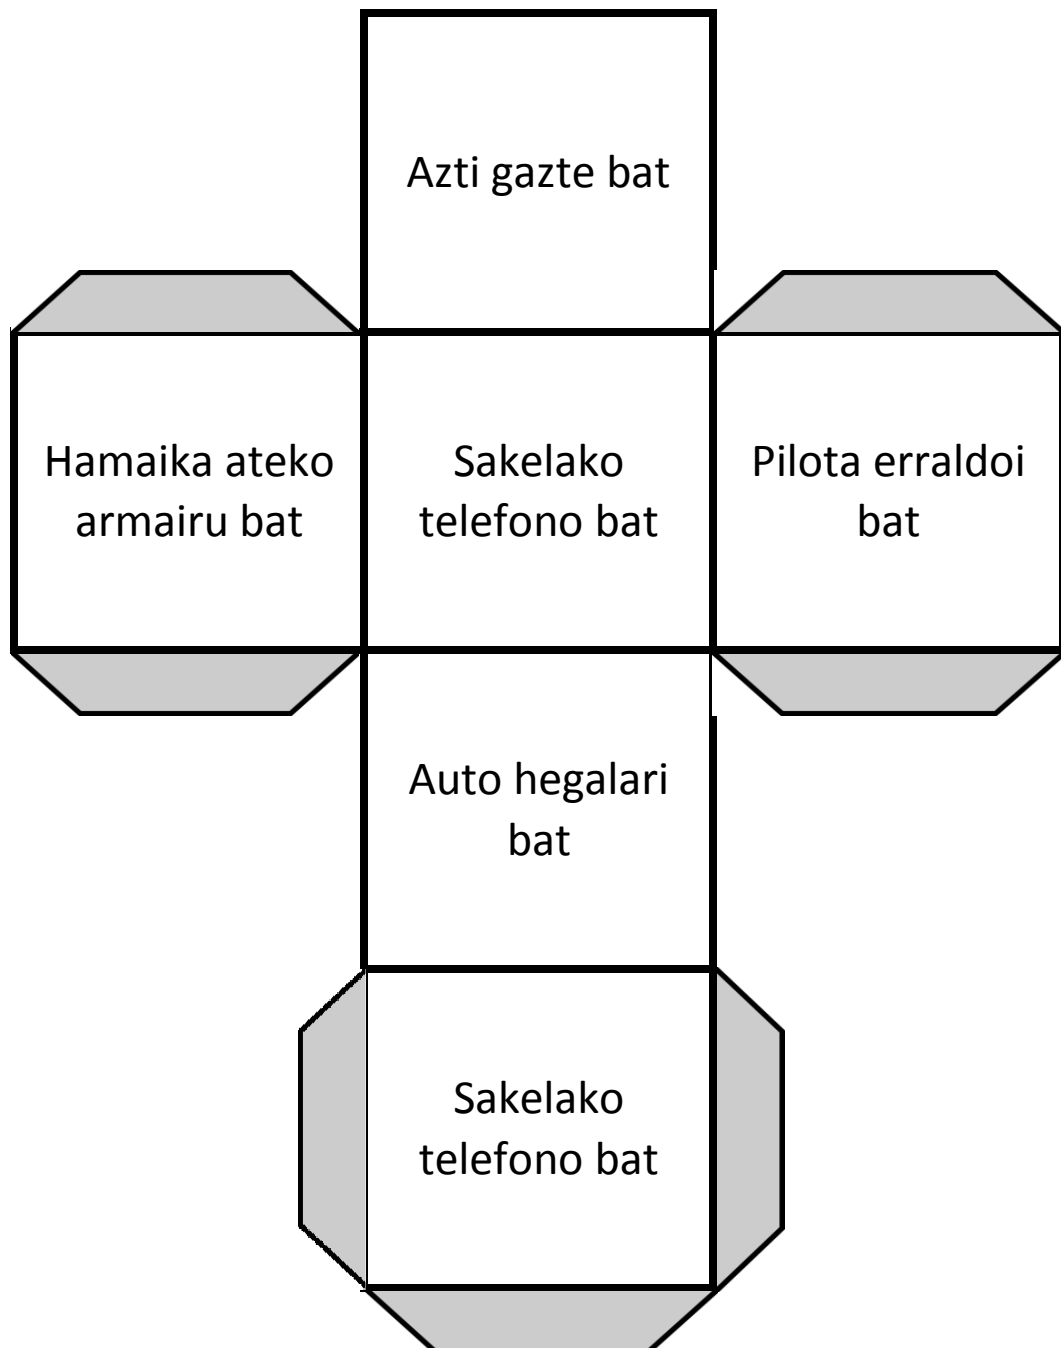 Azti gazte bat
Hamaika ateko
armairu bat
Sakelako
telefono bat
Pilota erraldoi
bat
Auto hegalari
bat
Sakelako
telefono bat